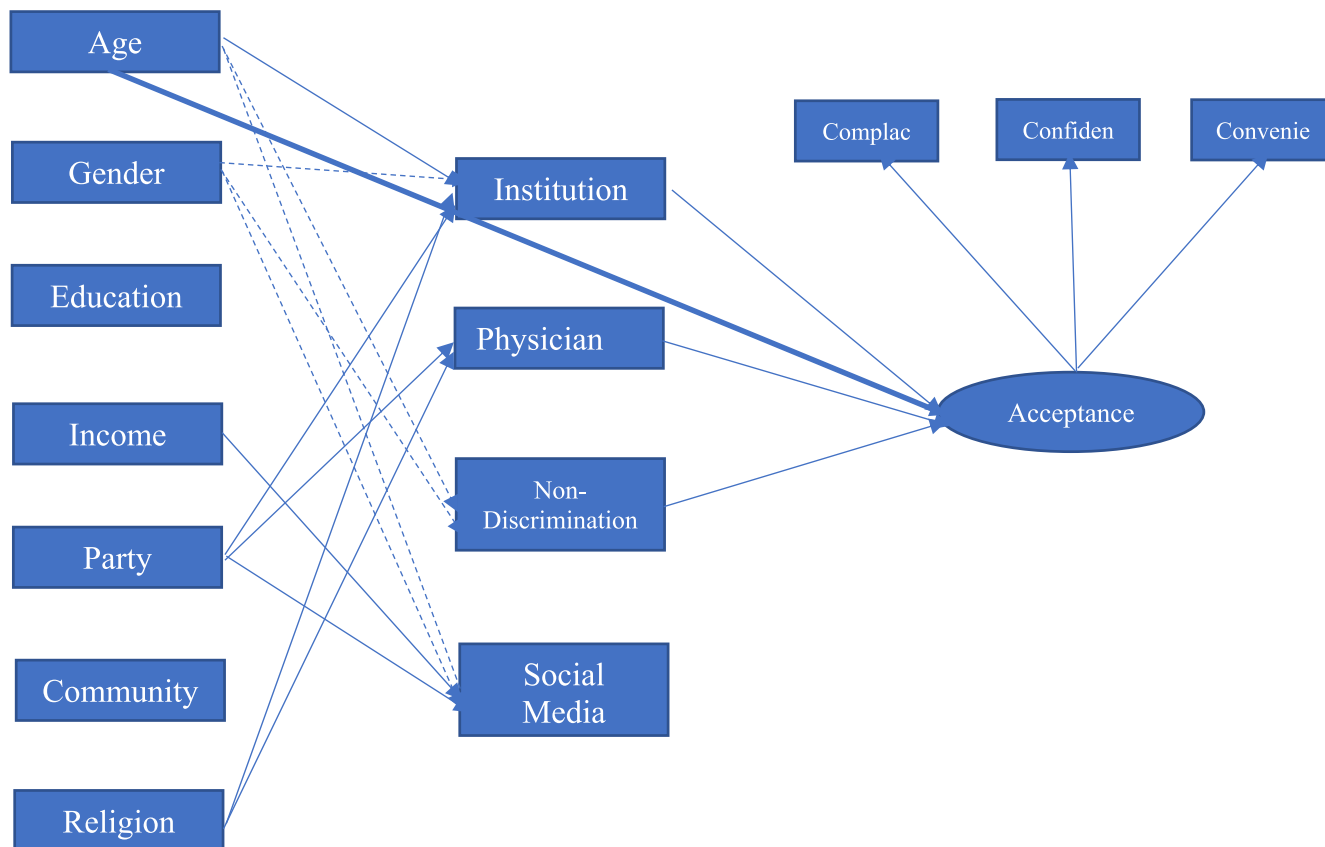 Age
Gender
Education
Income
Party
Community
Religion
Institution
Physician
Non-
Discrimination
Social
Media
Complac
Confiden
Convenie
Acceptance